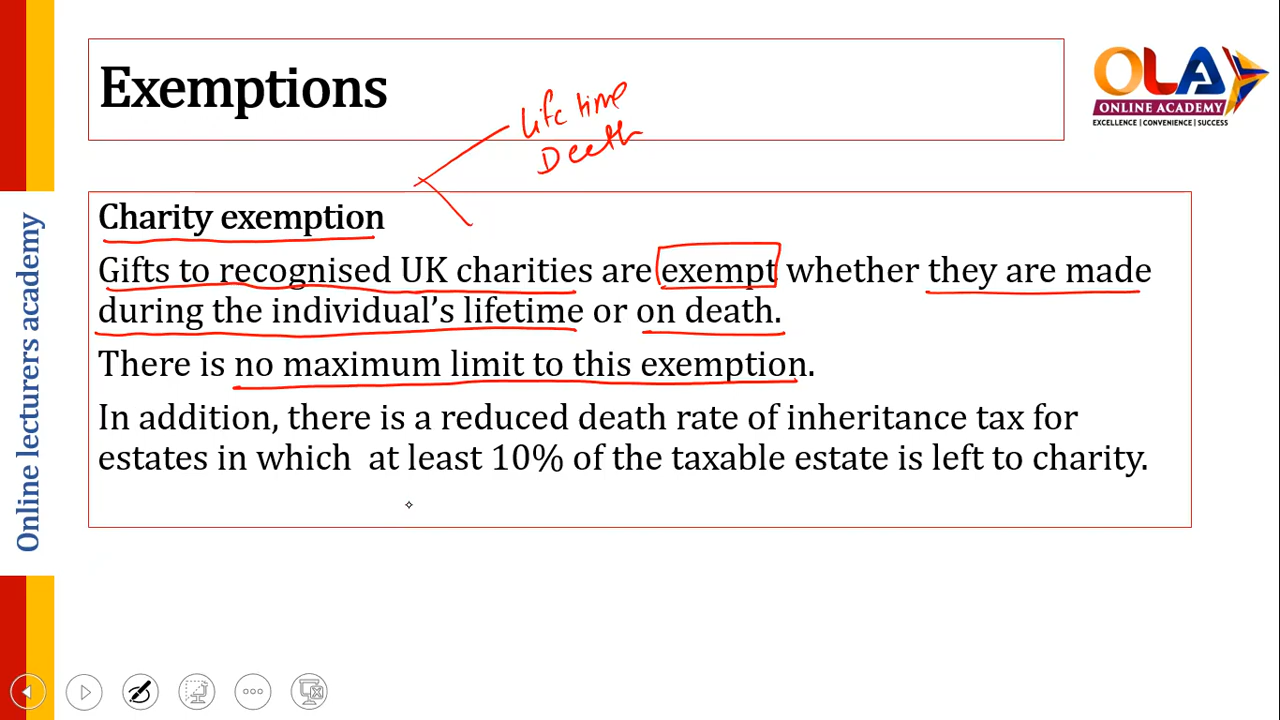 Exemptions
OLA
ONLINE ACADEMY
EXCELLENCE | CONVENIENCE | SUCCESS
Life time
Death
Online lecturers academy
Charity exemption
Gifts to recognised UK charities are exempt whether they are made
during the individual’s lifetime or on death.
There is no maximum limit to this exemption.
In addition, there is a reduced death rate of inheritance tax for
estates in which at least 10% of the taxable estate is left to charity.